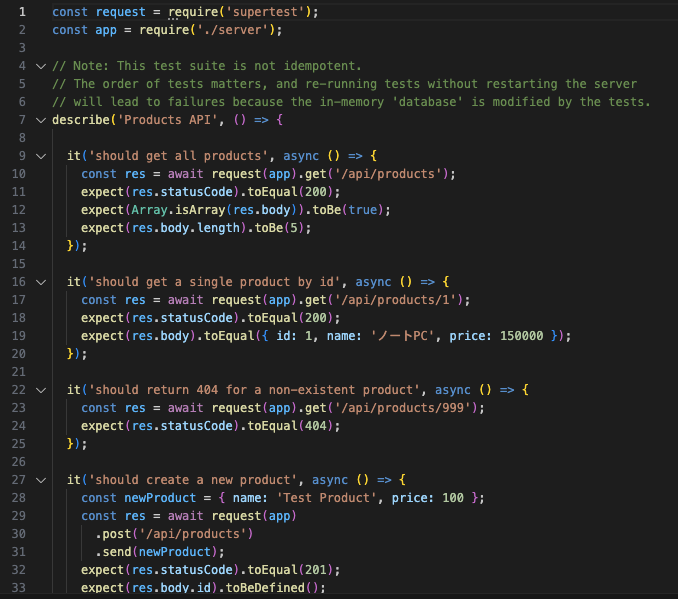 1 const request = require('supertest');
2 const app = require('./server');
3
4 // Note: This test suite is not idempotent.
5 // The order of tests matters, and re-running tests without restarting the server
6 // will lead to failures because the in-memory 'database' is modified by the tests.
7 describe('Products API', () => {
8
9 it('should get all products', async () => {
10 const res = await request(app).get('/api/products');
11 expect(res.statusCode).toEqual(200);
12 expect(Array.isArray(res.body)).toBe(true);
13 expect(res.body.length).toBe(5);
14 });
15
16 it('should get a single product by id', async () => {
17 const res = await request(app).get('/api/products/1');
18 expect(res.statusCode).toEqual(200);
19 expect(res.body).toEqual({ id: 1, name: 'ノートPC', price: 150000 });
20 });
21
22 it('should return 404 for a non-existent product', async () => {
23 const res = await request(app).get('/api/products/999');
24 expect(res.statusCode).toEqual(404);
25 });
26
27 it('should create a new product', async () => {
28 const newProduct = { name: 'Test Product', price: 100 };
29 const res = await request(app)
30 .post('/api/products')
31 .send(newProduct);
32 expect(res.statusCode).toEqual(201);
33 expect(res.body.id).toBeDefined();